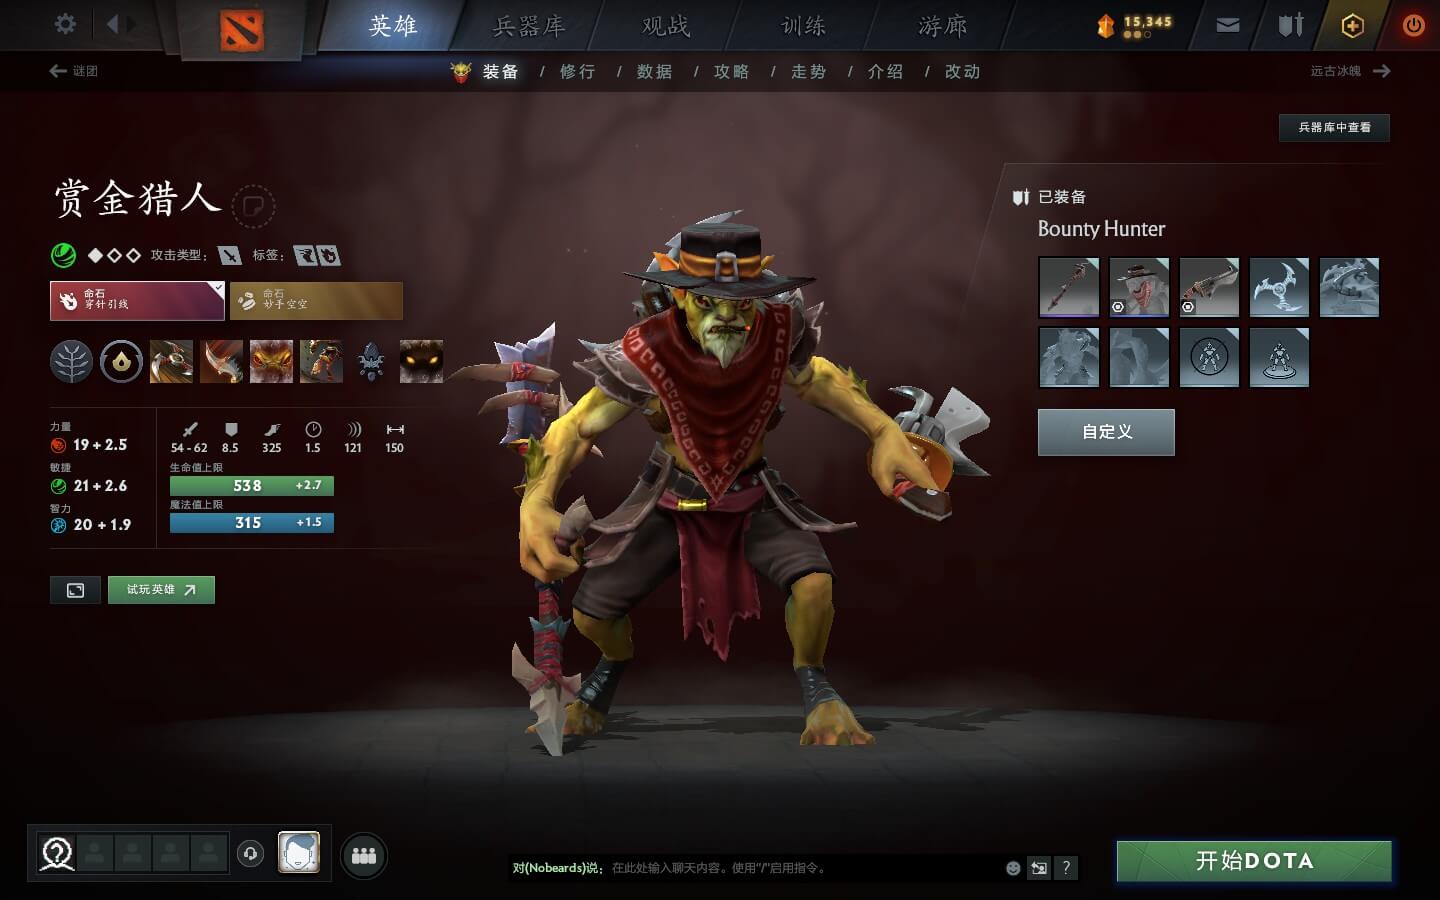 英雄
兵器库
观战
训练
游廊
15,345
谜团
装备 / 修行 / 数据 / 攻略 / 走势 / 介绍 / 改动
远古冰魄
兵器库中查看
赏金猎人
攻击类型：
标签：
命石
穿针引线
命石
妙手空空
力量
19 + 2.5
敏捷
21 + 2.6
智力
20 + 1.9
54 - 62 8.5 325 1.5 121 150
生命值上限
538 +2.7
魔法值上限
315 +1.5
试玩英雄
已装备
Bounty Hunter
自定义
对(Nobeards)说： 在此处输入聊天内容。使用“/”启用指令。
?
开始DOTA